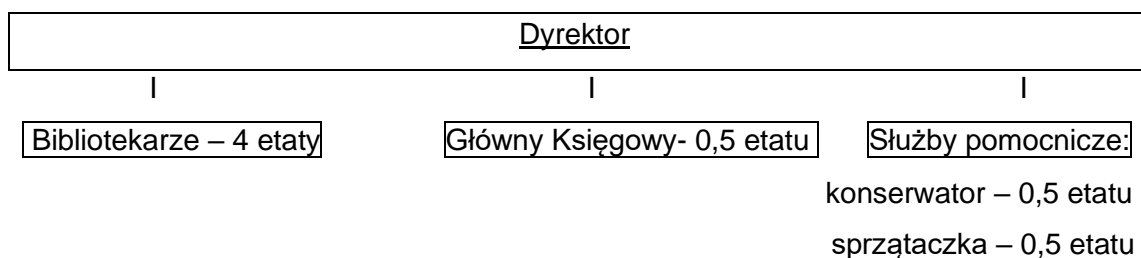 Dyrektor
I I I
Bibliotekarze – 4 etaty Główny Księgowy- 0,5 etatu Służby pomocnicze:
konserwator – 0,5 etatu
sprzątaczka – 0,5 etatu